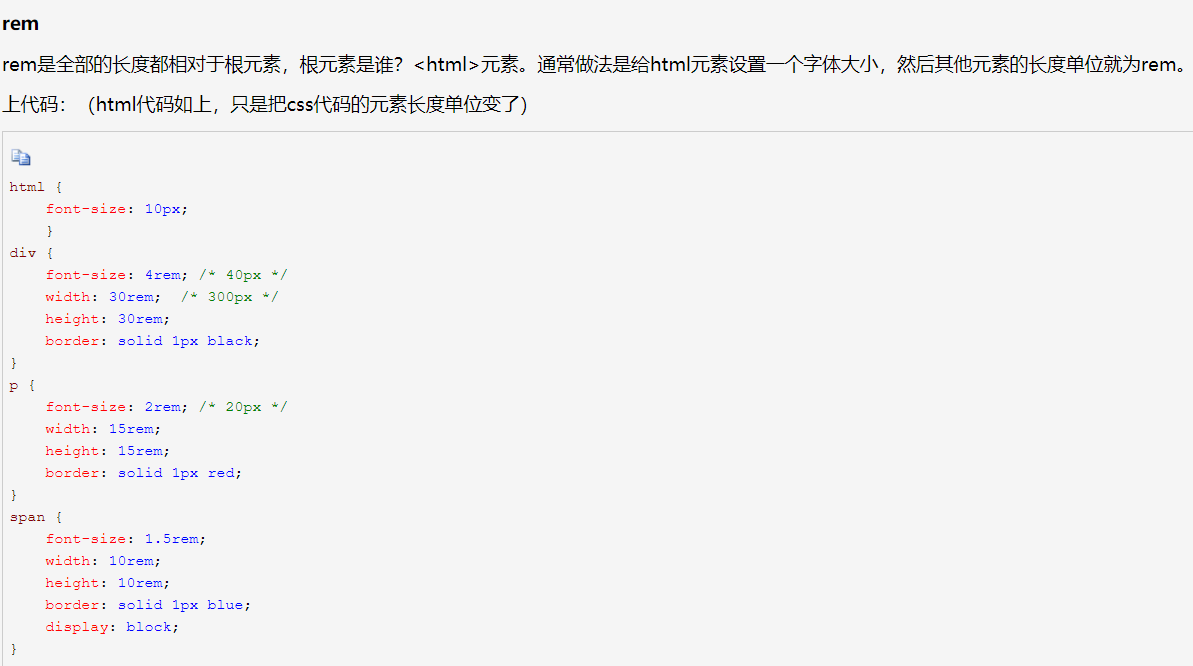 rem
rem是全部的长度都相对于根元素，根元素是谁？<html>元素。通常做法是给html元素设置一个字体大小，然后其他元素的长度单位就为rem。
上代码：（html代码如上，只是把css代码的元素长度单位变了）
html {
    font-size: 10px;
    }
div {
    font-size: 4rem; /* 40px */
    width: 30rem;  /* 300px */
    height: 30rem;
    border: solid 1px black;
}
p {
    font-size: 2rem; /* 20px */
    width: 15rem;
    height: 15rem;
    border: solid 1px red;
}
span {
    font-size: 1.5rem;
    width: 10rem;
    height: 10rem;
    border: solid 1px blue;
    display: block;
}